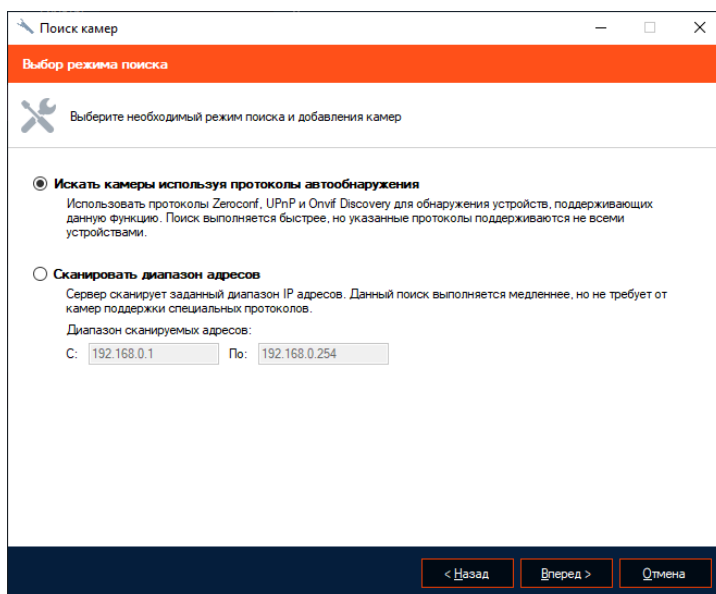 Поиск камер
Выбор режима поиска
Выберите необходимый режим поиска и добавления камер
Искать камеры используя протоколы автообнаружения
Использовать протоколы Zeroconf, UPnP и Onvif Discovery для обнаружения устройств, поддерживающих
данную функцию. Поиск выполняется быстрее, но указанные протоколы поддерживаются не всеми
устройствами.
Сканировать диапазон адресов
Сервер сканирует заданный диапазон IP адресов. Данный поиск выполняется медленнее, но не требует от
камер поддержки специальных протоколов.
Диапазон сканируемых адресов:
С: 192.168.0.1 По: 192.168.0.254
< Назад Вперед > Отмена